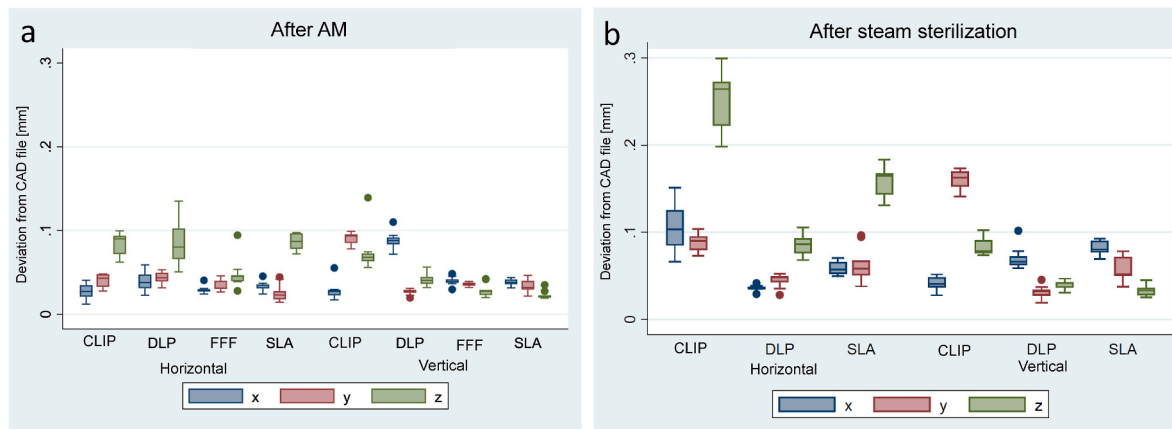 a
After AM
Deviation from CAD file [mm]
.3
.2
.1
0
CLIP DLP FFF SLA CLIP DLP FFF SLA
Horizontal Vertical
x y z
b
After steam sterilization
Deviation from CAD file [mm]
.3
.2
.1
0
CLIP DLP SLA CLIP DLP SLA
Horizontal Vertical
x y z